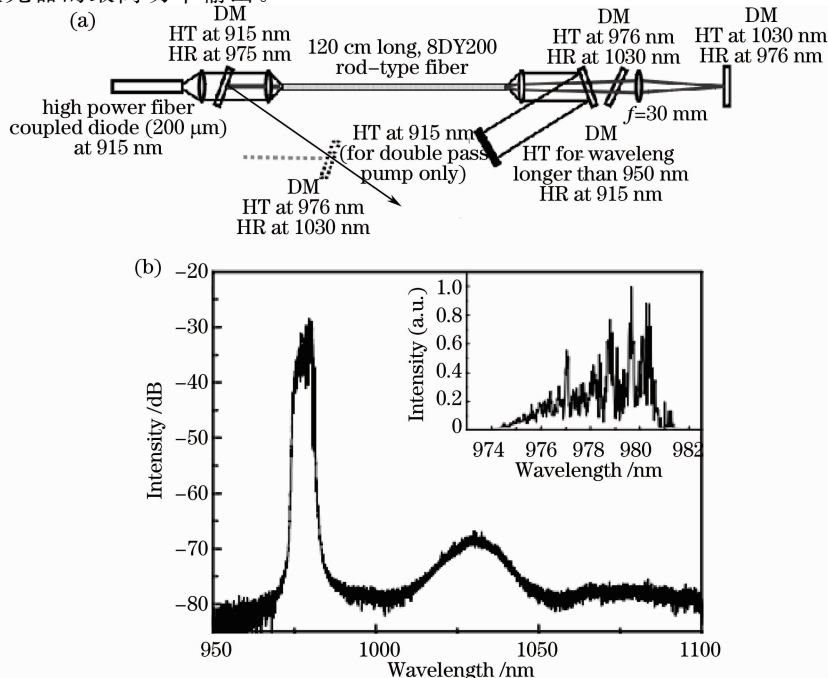 (a)
DM
HT at 915 nm
HR at 975 nm
120 cm long, 8DY200
rod-type fiber
DM
HT at 976 nm
HR at 1030 nm
DM
HT at 1030 nm
HR at 976 nm
high power fiber
coupled diode (200 μm)
at 915 nm
HT at 915 nm
(for double pass
pump only)
f=30 mm
DM
HT for waveleng
longer than 950 nm
HR at 915 nm
DM
HT at 976 nm
HR at 1030 nm
(b)
Intensity /dB
-20
-30
-40
-50
-60
-70
-80
950
1000
1050
1100
Wavelength /nm
Intensity (a.u.)
1.0
0.8
0.6
0.4
0.2
0
974
976
978
980
982
Wavelength /nm